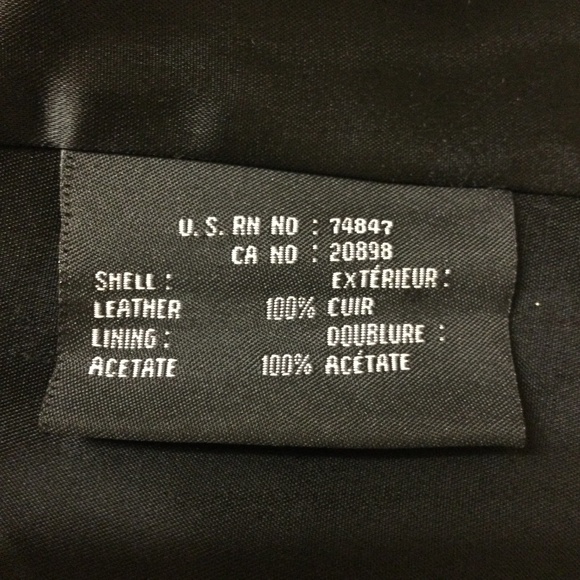 U.S. RN NO : 74847
CA NO : 20898
SHELL : EXTÉRIEUR :
LEATHER 100% CUIR
LINING : DOUBLURE :
ACETATE 100% ACÉTATE